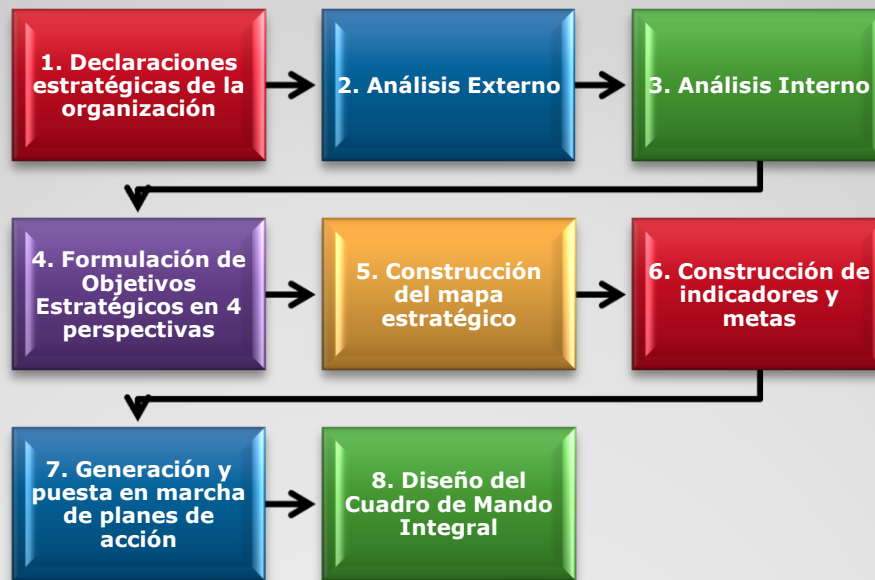 1. Declaraciones
estratégicas de la
organización
2. Análisis Externo
3. Análisis Interno
4. Formulación de
Objetivos
Estratégicos en 4
perspectivas
5. Construcción
del mapa
estratégico
6. Construcción de
indicadores y
metas
7. Generación y
puesta en marcha
de planes de
acción
8. Diseño del
Cuadro de Mando
Integral